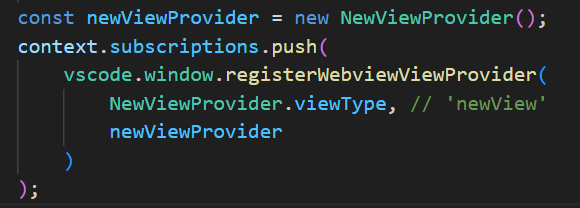 const newViewProvider = new NewViewProvider();
context.subscriptions.push(
    vscode.window.registerWebviewViewProvider(
        NewViewProvider.viewType, // 'newView'
        newViewProvider
    )
);